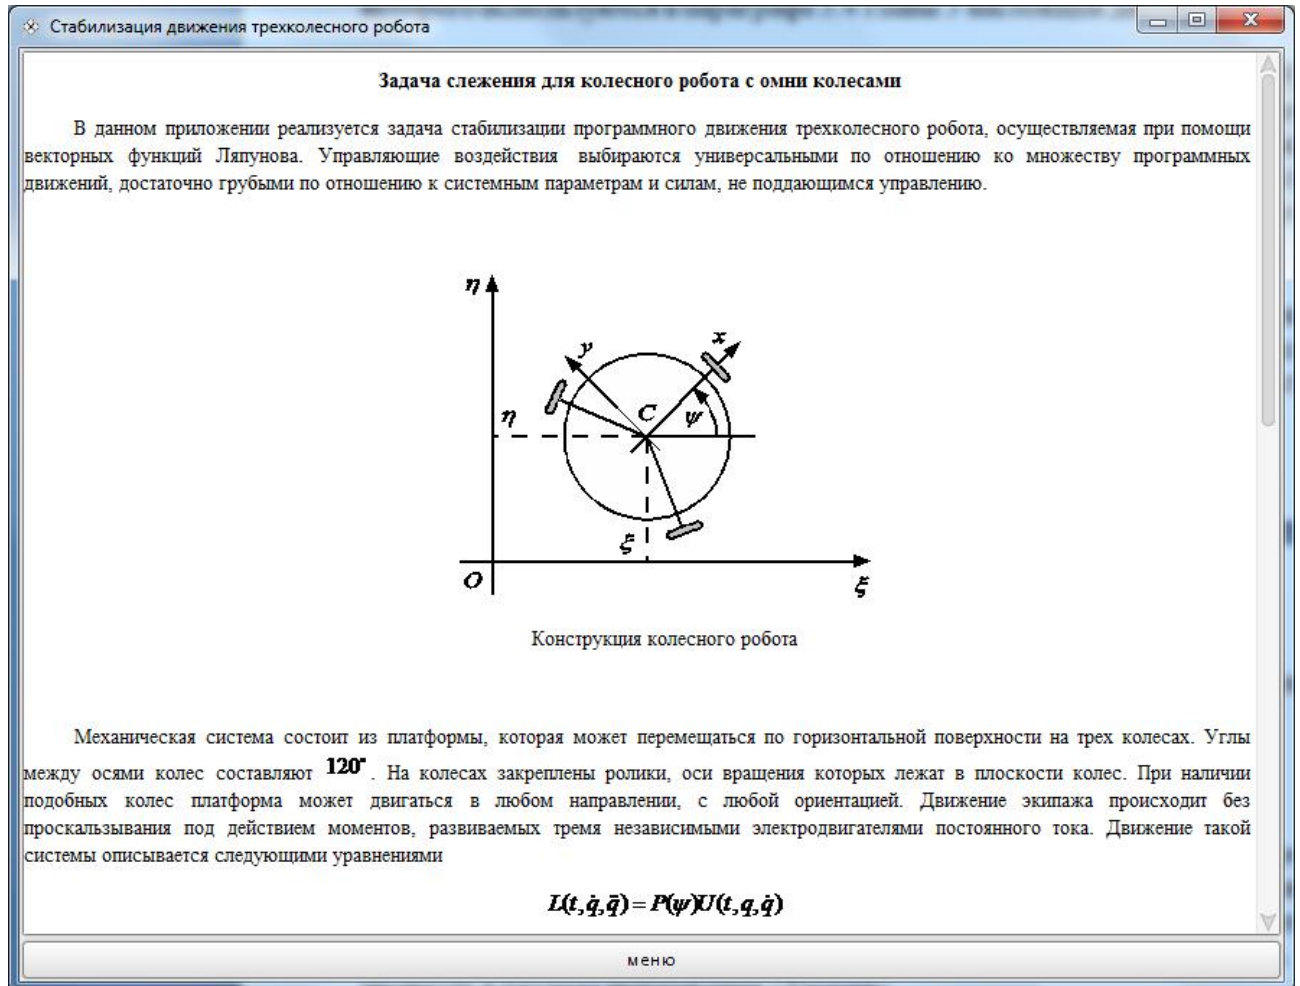 Стабилизация движения трехколесного робота
Задача слежения для колесного робота с омни колесами
В данном приложении реализуется задача стабилизации программного движения трехколесного робота, осуществляемая при помощи
векторных функций Ляпунова. Управляющие воздействия выбираются универсальными по отношению ко множеству программных
движений, достаточно грубыми по отношению к системным параметрам и силам, не поддающимся управлению.
η
x
y
η
C
ψ
ξ
O
ξ
Конструкция колесного робота
Механическая система состоит из платформы, которая может перемещаться по горизонтальной поверхности на трех колесах. Углы
между осями колес составляют 120°. На колесах закреплены ролики, оси вращения которых лежат в плоскости колес. При наличии
подобных колес платформа может двигаться в любом направлении, с любой ориентацией. Движение экипажа происходит без
проскальзывания под действием моментов, развиваемых тремя независимыми электродвигателями постоянного тока. Движение такой
системы описывается следующими уравнениями
L(t,q̇,q̈)=P(ψ)U(t,q,q̇)
меню